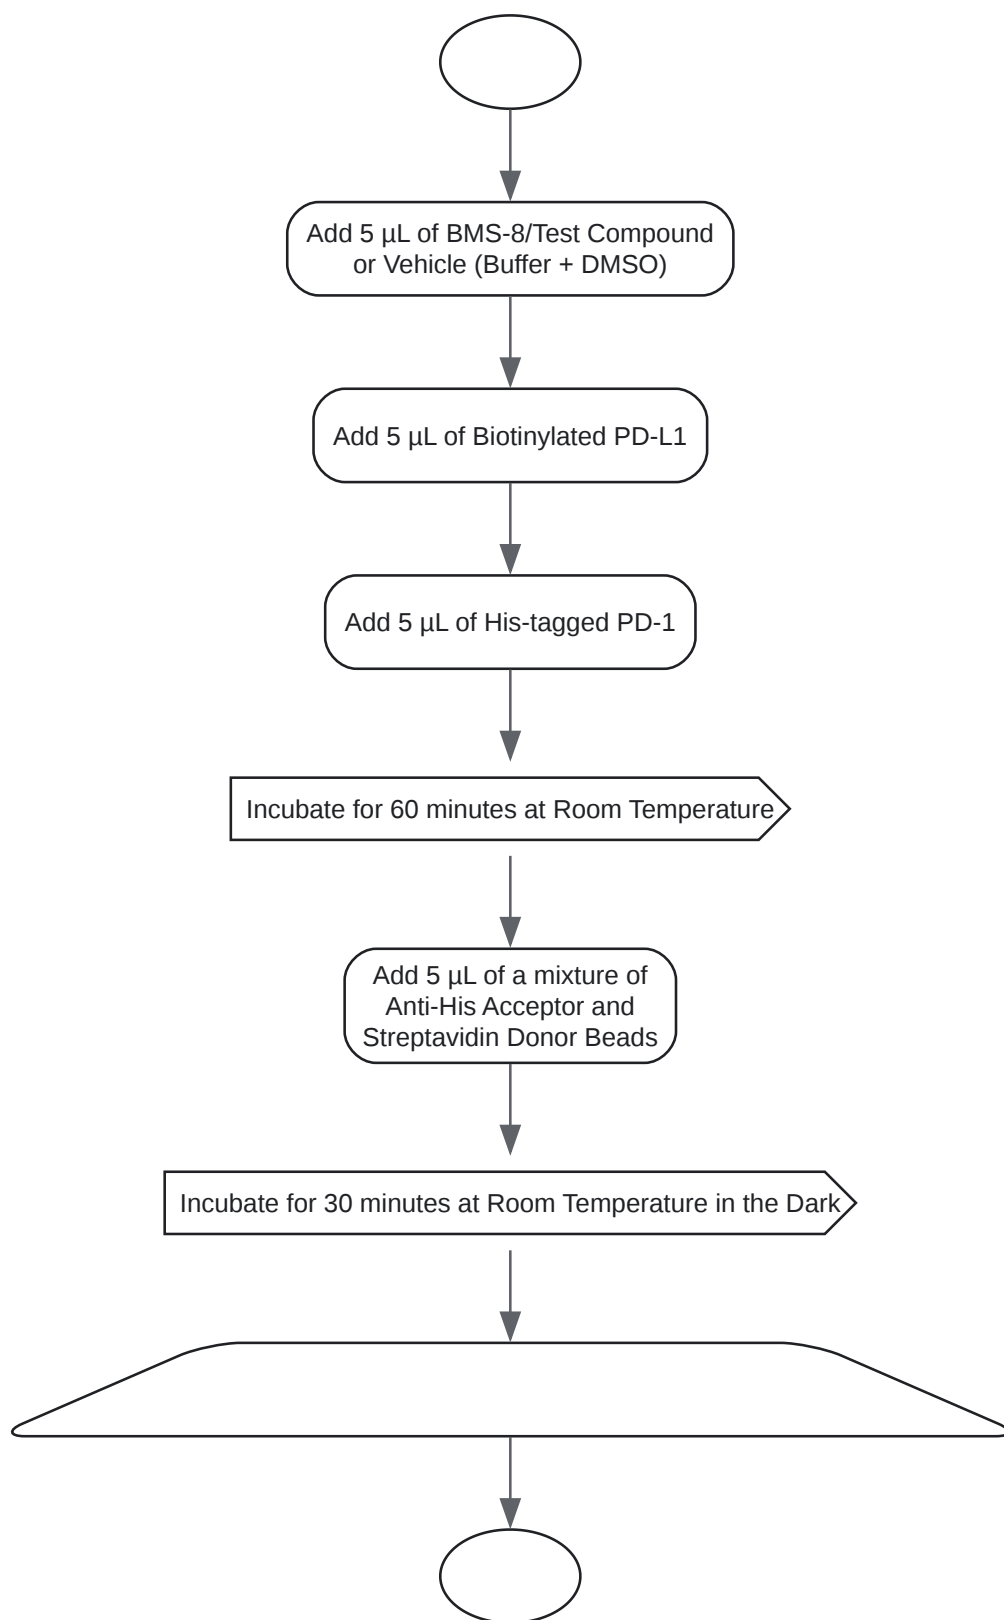 Add 5 µL of BMS-8/Test Compound
or Vehicle (Buffer + DMSO)
Add 5 µL of Biotinylated PD-L1
Add 5 µL of His-tagged PD-1
Incubate for 60 minutes at Room Temperature
Add 5 µL of a mixture of
Anti-His Acceptor and
Streptavidin Donor Beads
Incubate for 30 minutes at Room Temperature in the Dark